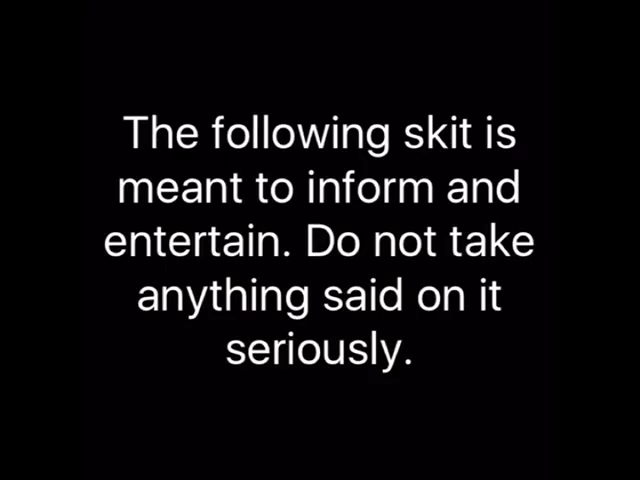 The following skit is
meant to inform and
entertain. Do not take
anything said on it
seriously.